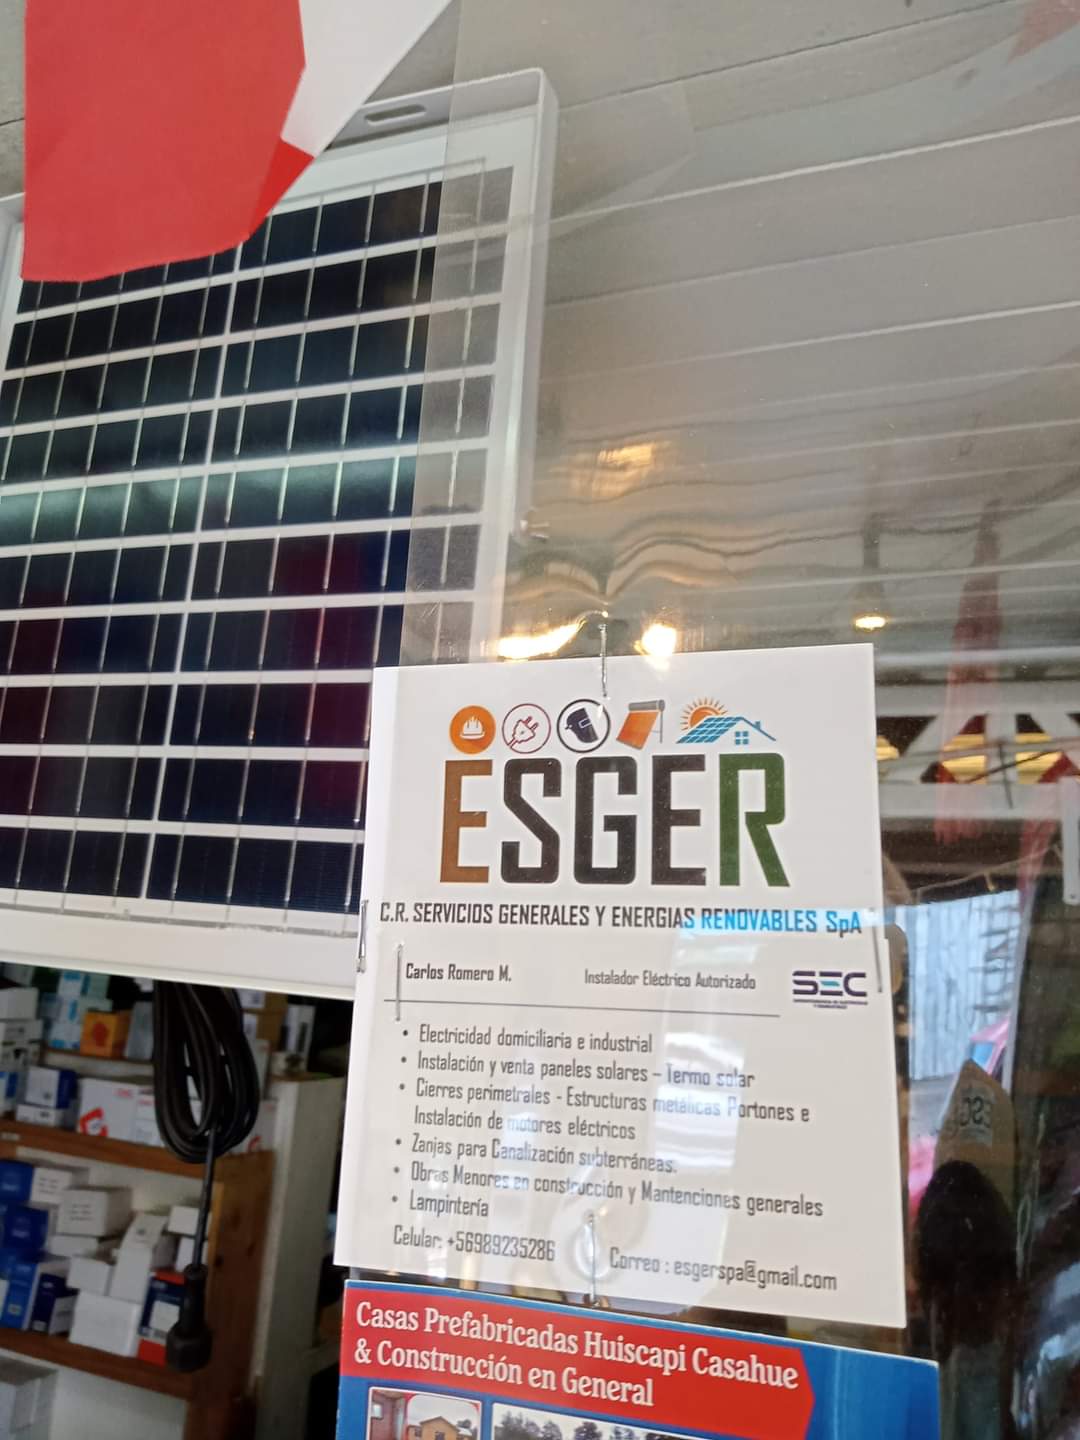 ESGER
C.R. SERVICIOS GENERALES Y ENERGIAS RENOVABLES SpA
Carlos Romero M.
Instalador Eléctrico Autorizado
SEC
• Electricidad domiciliaria e industrial
• Instalación y venta paneles solares – Termo solar
• Cierres perimetrales - Estructuras metálicas Portones e
Instalación de motores eléctricos
• Zanjas para Canalización subterráneas.
• Obras Menores en construcción y Mantenciones generales
• Lampintería
Celular: +56989235286
Correo : esgerspa@gmail.com
Casas Prefabricadas Huiscapi Casahue
& Construcción en General